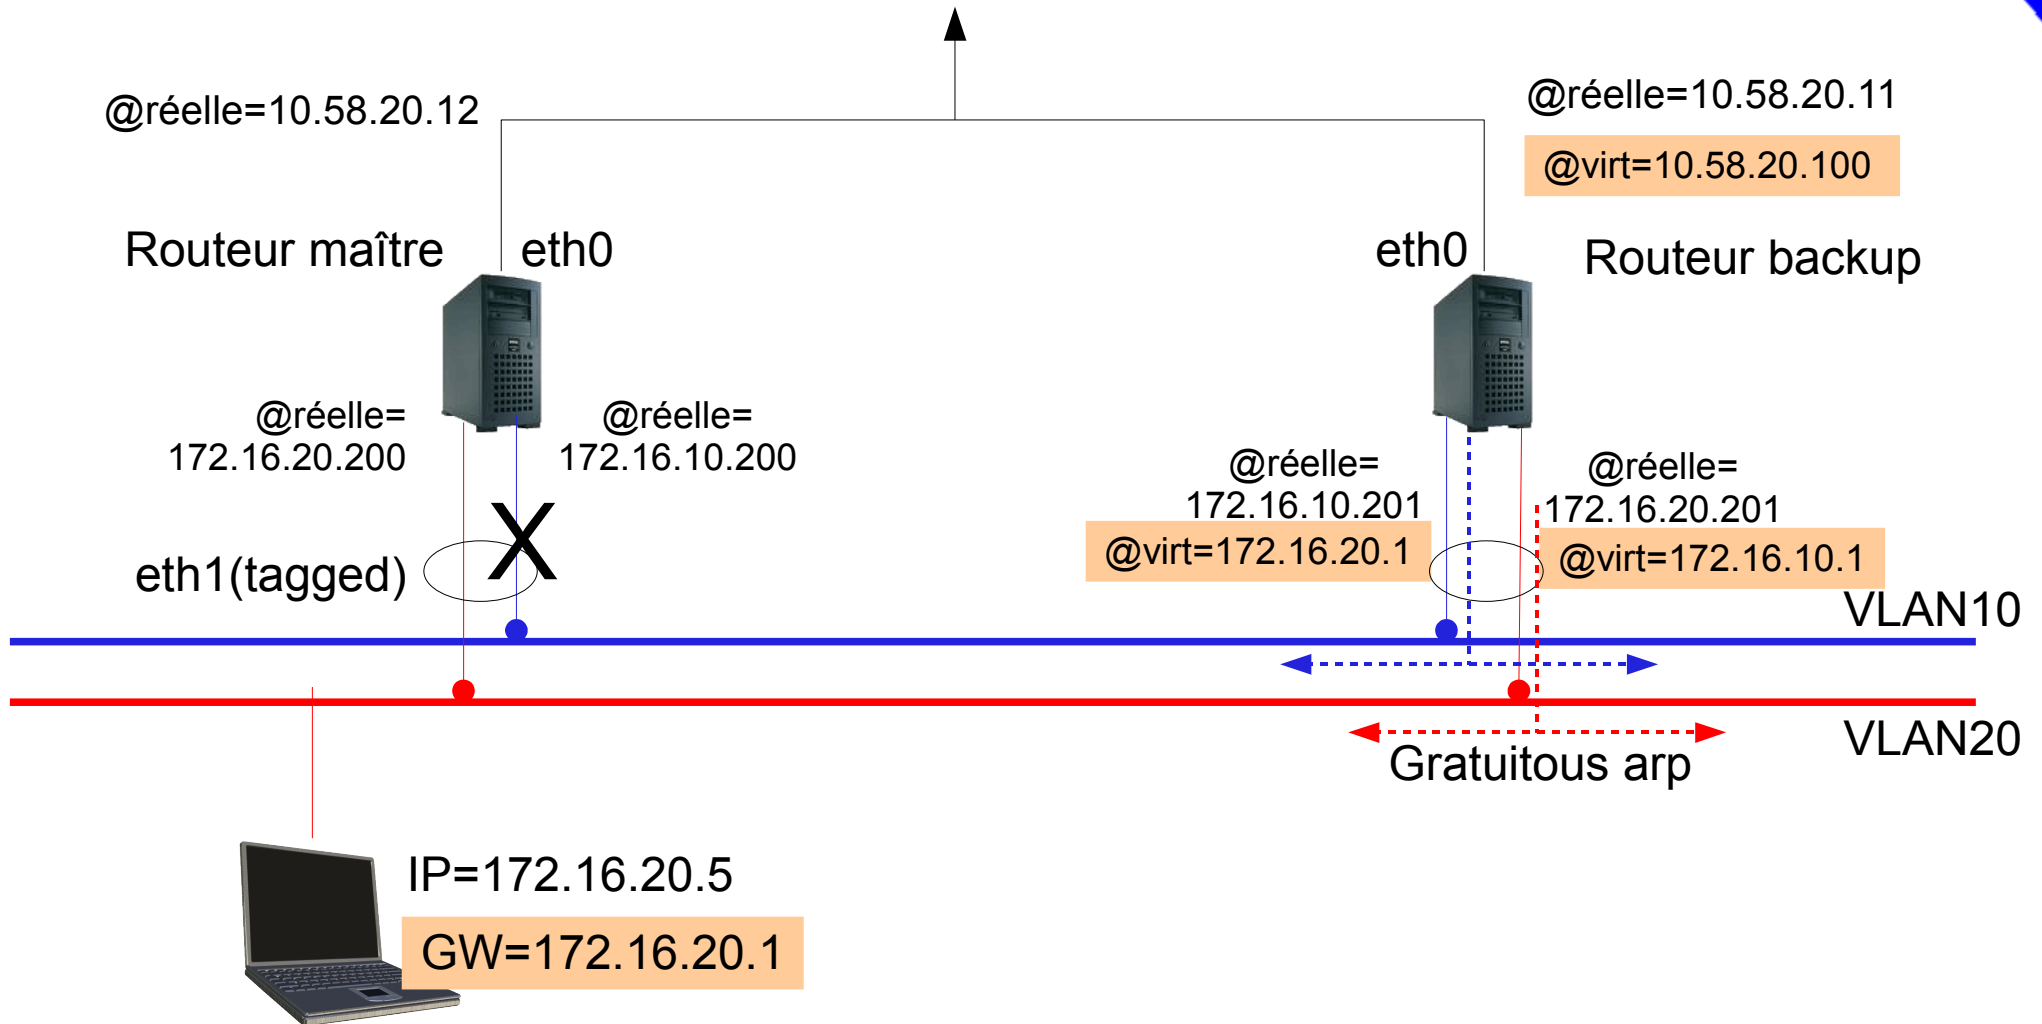 @réelle=10.58.20.12
@réelle=10.58.20.11
@virt=10.58.20.100
Routeur maître
eth0
eth0
Routeur backup
@réelle=
172.16.20.200
@réelle=
172.16.10.200
@réelle=
172.16.10.201
@virt=172.16.20.1
@réelle=
172.16.20.201
@virt=172.16.10.1
X
eth1(tagged)
VLAN10
VLAN20
Gratuitous arp
IP=172.16.20.5
GW=172.16.20.1